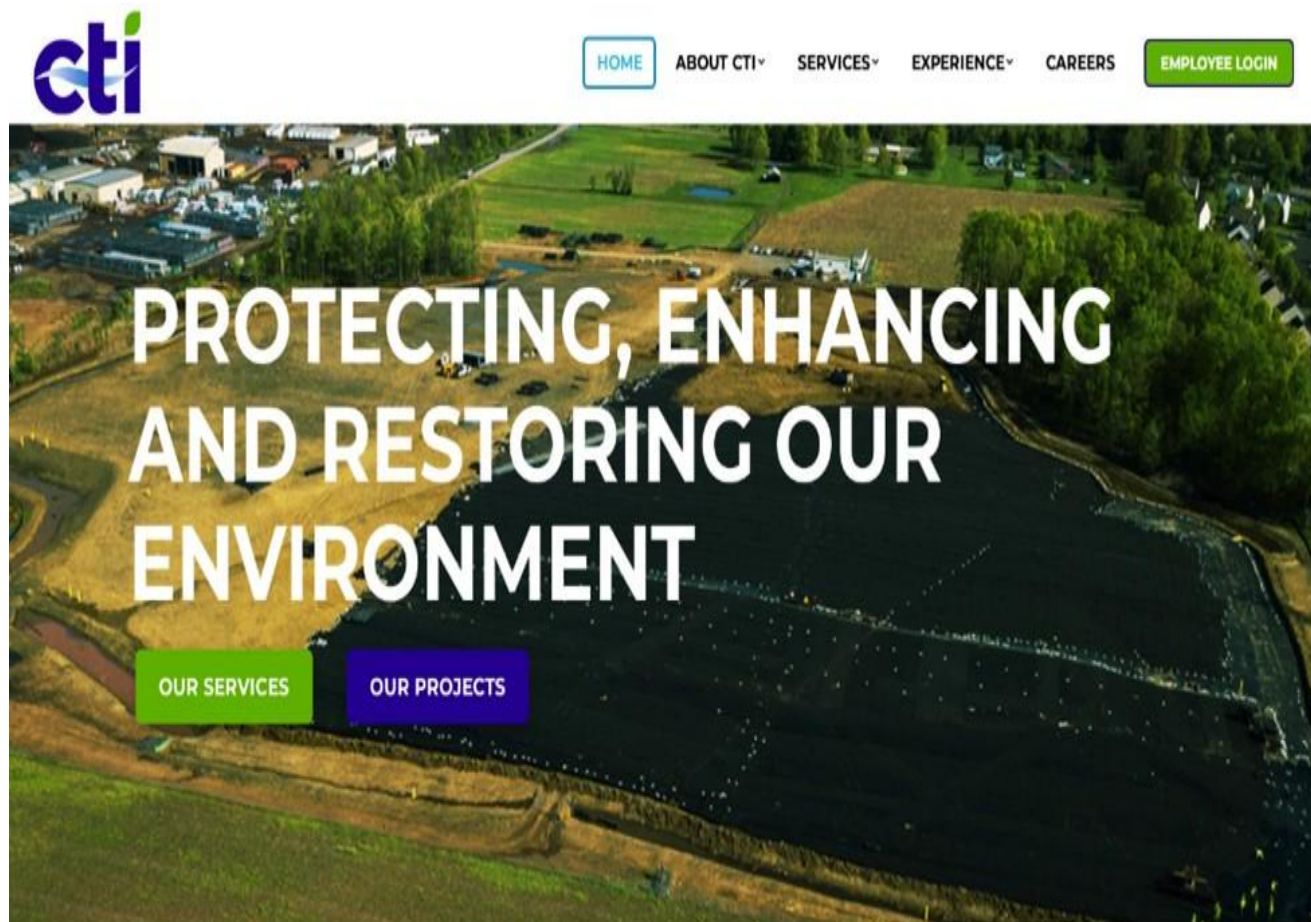 cti
HOME ABOUT CTI SERVICES EXPERIENCE CAREERS EMPLOYEE LOGIN
PROTECTING, ENHANCING
AND RESTORING OUR
ENVIRONMENT
OUR SERVICES OUR PROJECTS